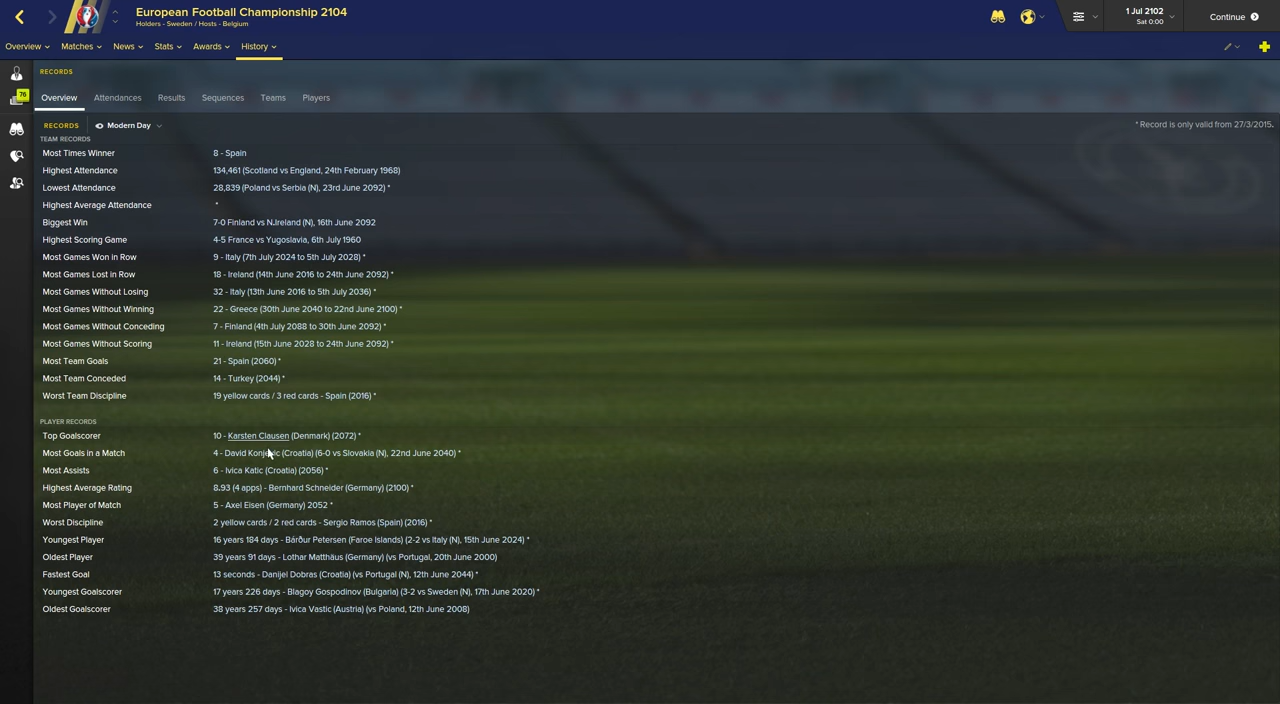 European Football Championship 2104
Holders - Sweden / Hosts - Belgium
1 Jul 2102
Sat 0:00
Continue
Overview
Matches
News
Stats
Awards
History
76
RECORDS
Overview
Attendances
Results
Sequences
Teams
Players
RECORDS
Modern Day
* Record is only valid from 27/3/2015.
TEAM RECORDS
Most Times Winner 8 - Spain
Highest Attendance 134,461 (Scotland vs England, 24th February 1968)
Lowest Attendance 28,839 (Poland vs Serbia (N), 23rd June 2092) *
Highest Average Attendance *
Biggest Win 7-0 Finland vs N.Ireland (N), 16th June 2092
Highest Scoring Game 4-5 France vs Yugoslavia, 6th July 1960
Most Games Won in Row 9 - Italy (7th July 2024 to 5th July 2028) *
Most Games Lost in Row 18 - Ireland (14th June 2016 to 24th June 2092) *
Most Games Without Losing 32 - Italy (13th June 2016 to 5th July 2036) *
Most Games Without Winning 22 - Greece (30th June 2040 to 22nd June 2100) *
Most Games Without Conceding 7 - Finland (4th July 2088 to 30th June 2092) *
Most Games Without Scoring 11 - Ireland (15th June 2028 to 24th June 2092) *
Most Team Goals 21 - Spain (2060) *
Most Team Conceded 14 - Turkey (2044) *
Worst Team Discipline 19 yellow cards / 3 red cards - Spain (2016) *
PLAYER RECORDS
Top Goalscorer 10 - Karsten Clausen (Denmark) (2072) *
Most Goals in a Match 4 - David (Croatia) (6-0 vs Slovakia (N), 22nd June 2040) *
Most Assists 6 - Ivica Katic (Croatia) (2056) *
Highest Average Rating 8.93 (4 apps) - Bernhard Schneider (Germany) (2100) *
Most Player of Match 5 - Axel Eisen (Germany) 2052 *
Worst Discipline 2 yellow cards / 2 red cards - Sergio Ramos (Spain) (2016) *
Youngest Player 16 years 184 days - Bárður Petersen (Faroe Islands) (2-2 vs Italy (N), 15th June 2024) *
Oldest Player 39 years 91 days - Lothar Matthäus (Germany) (vs Portugal, 20th June 2000)
Fastest Goal 13 seconds - Danijel Dobras (Croatia) (vs Portugal (N), 12th June 2044) *
Youngest Goalscorer 17 years 226 days - Blagoy Gospodinov (Bulgaria) (3-2 vs Sweden (N), 17th June 2020) *
Oldest Goalscorer 38 years 257 days - Ivica Vastic (Austria) (vs Poland, 12th June 2008)